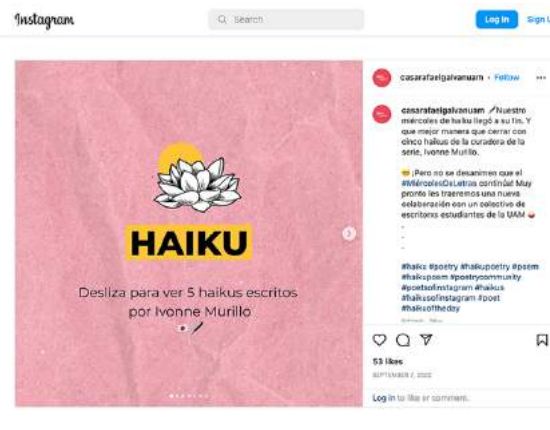 Instagram
Search
Log In
Sign U
HAIKU
Desliza para ver 5 haikus escritos
por Ivonne Murillo
casarafaelgalvanuam • Follow
casarafaelgalvanuam Nuestro
miércoles de haiku llegó a su fin. Y
que mejor manera que cerrar con
cinco haikus de la curadora de la
serie, Ivonne Murillo.
¡Pero no se desanimen que el
#MiércolesDeLetras continúa! Muy
pronto les traeremos una nueva
colaboración con un colectivo de
escritorxs estudiantes de la UAM
.
.
.
#haiku #poetry #haikupoetry #poem
#haikupoem #poetrycommunity
#poetsofinstagram #haikus
#haikusofinstagram #poet
#haikuoftheday
53 likes
SEPTEMBER 7, 2022
Log in to like or comment.